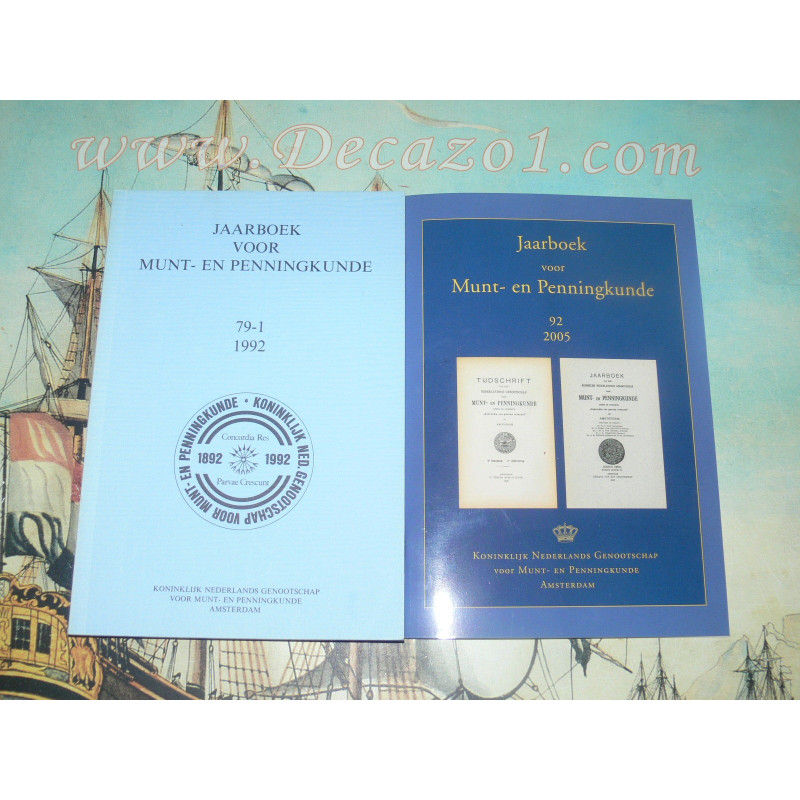 www.Decazo1.com
JAARBOEK
VOOR
MUNT- EN PENNINGKUNDE
79-1
1992
KONINKLIJK NED. GENOOTSCHAP VOOR MUNT- EN PENNINGKUNDE •
Concordia Res
1892 1992
Parvae Crescunt
KONINKLIJK NEDERLANDS GENOOTSCHAP
VOOR MUNT- EN PENNINGKUNDE
AMSTERDAM
Jaarboek
voor
Munt- en Penningkunde
92
2005
TIJDSCHRIFT
MUNT- EN PENNINGKUNDE
JAARBOEK
MUNT- EN PENNINGKUNDE
AMSTERDAM
KONINKLIJK NEDERLANDS GENOOTSCHAP
VOOR MUNT- EN PENNINGKUNDE
AMSTERDAM